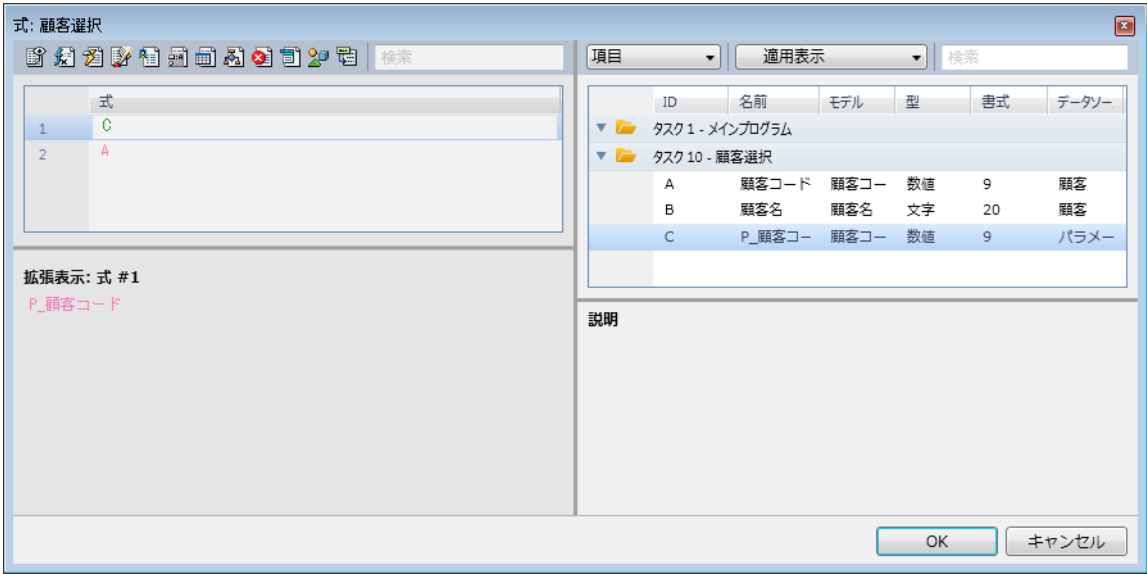 式: 顧客選択
検索
項目
適用表示
検索
式
1 C
2 A
拡張表示: 式 #1
P_顧客コード
ID 名前 モデル 型 書式 データソー
タスク 1 - メインプログラム
タスク 10 - 顧客選択
A 顧客コード 顧客コー 数値 9 顧客
B 顧客名 顧客名 文字 20 顧客
C P_顧客コー 顧客コー 数値 9 パラメー
説明
OK キャンセル